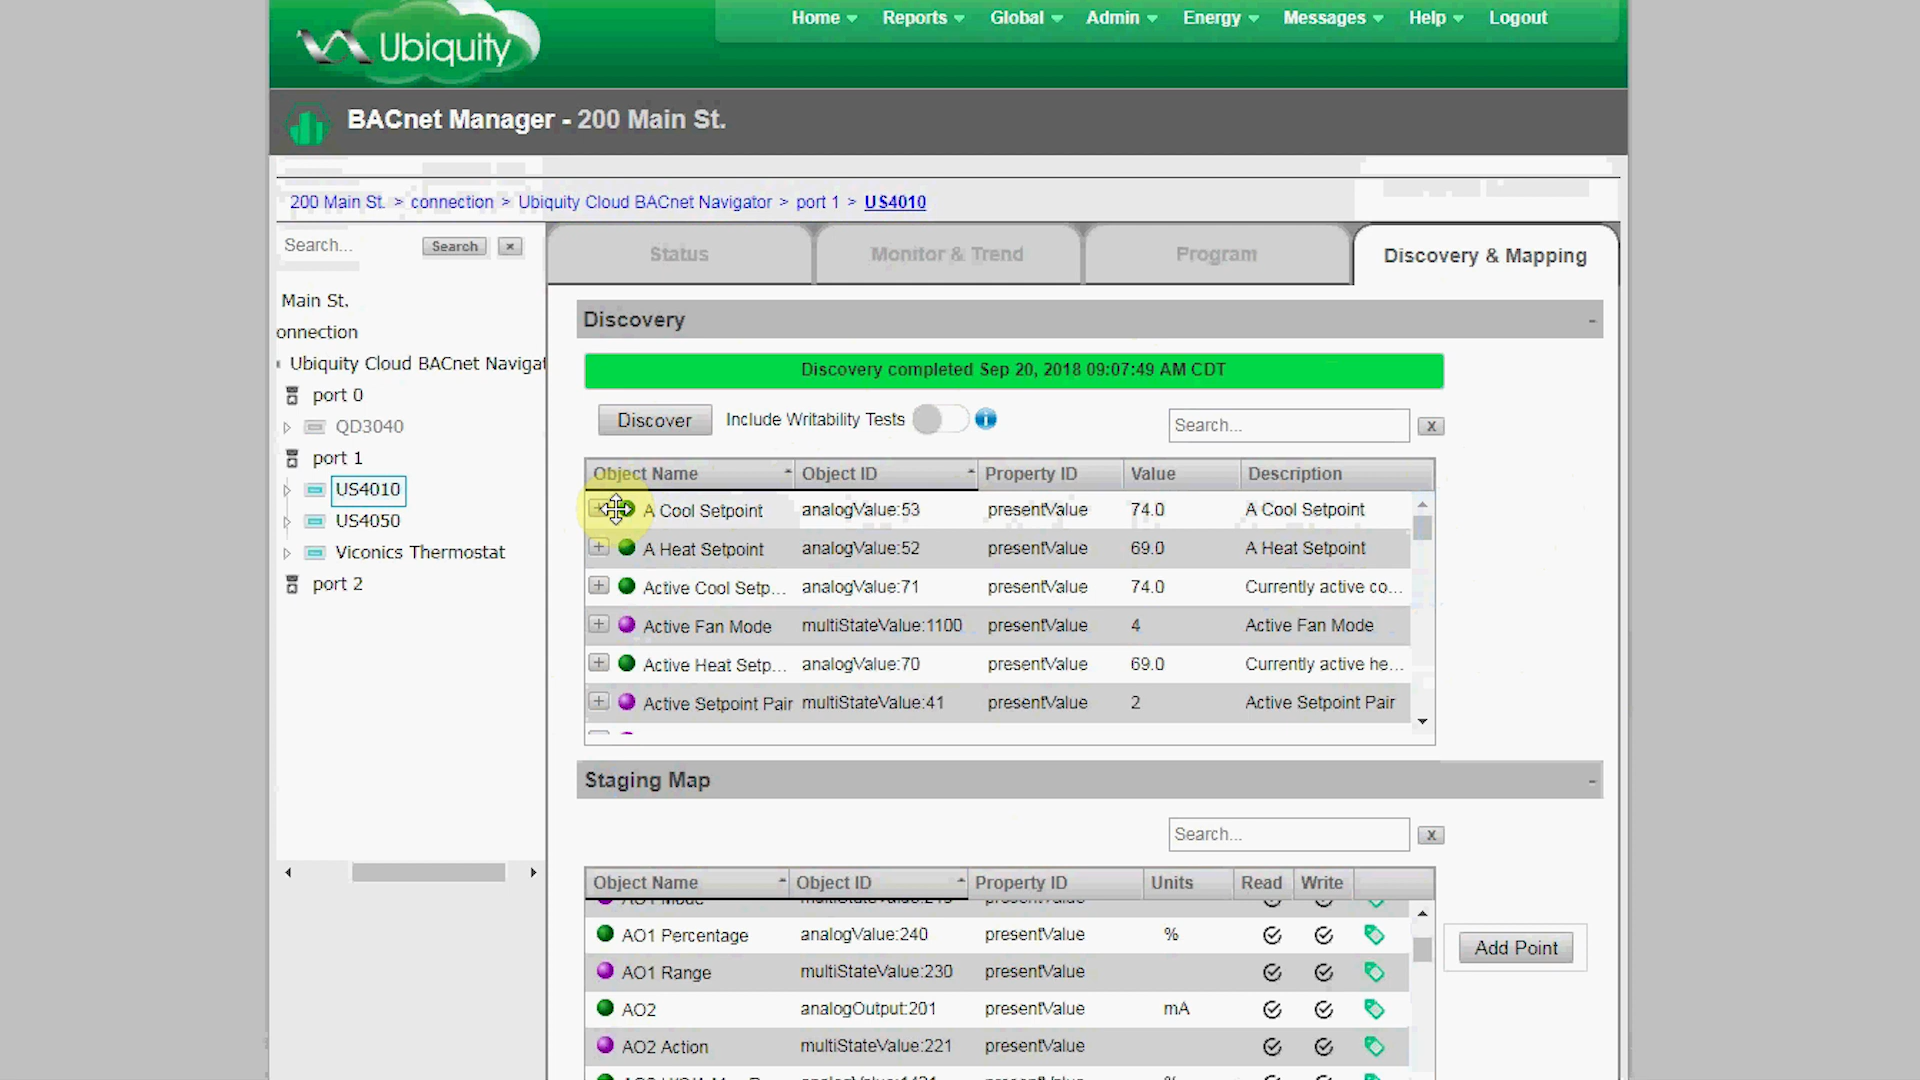 Ubiquity
Home Reports Global Admin Energy Messages Help Logout
BACnet Manager - 200 Main St.
200 Main St. > connection > Ubiquity Cloud BACnet Navigator > port 1 > US4010
Search... Search x
Status Monitor & Trend Program Discovery & Mapping
Main St.
onnection
Ubiquity Cloud BACnet Navigat
port 0
QD3040
port 1
US4010
US4050
Viconics Thermostat
port 2
Discovery -
Discovery completed Sep 20, 2018 09:07:49 AM CDT
Discover Include Writability Tests i Search... X
Object Name Object ID Property ID Value Description
A Cool Setpoint analogValue:53 presentValue 74.0 A Cool Setpoint
A Heat Setpoint analogValue:52 presentValue 69.0 A Heat Setpoint
Active Cool Setp... analogValue:71 presentValue 74.0 Currently active co...
Active Fan Mode multiStateValue:1100 presentValue 4 Active Fan Mode
Active Heat Setp... analogValue:70 presentValue 69.0 Currently active he...
Active Setpoint Pair multiStateValue:41 presentValue 2 Active Setpoint Pair
Staging Map -
Search... X
Object Name Object ID Property ID Units Read Write
AO1 Percentage analogValue:240 presentValue %
AO1 Range multiStateValue:230 presentValue
AO2 analogOutput:201 presentValue mA
AO2 Action multiStateValue:221 presentValue
Add Point